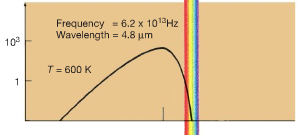 Frequency = 6.2 x 10¹³Hz
Wavelength = 4.8 µm
10³
T = 600 K
1